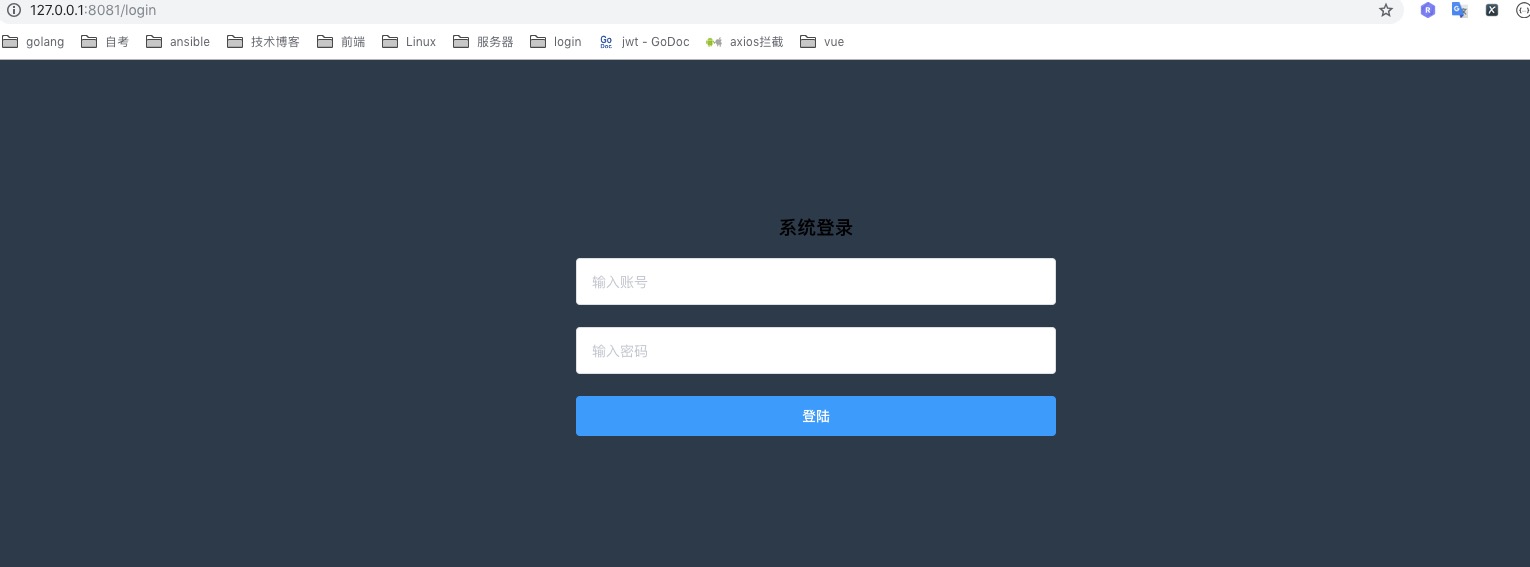 127.0.0.1:8081/login
golang 自考 ansible 技术博客 前端 Linux 服务器 login jwt - GoDoc axios拦截 vue
系统登录
输入账号
输入密码
登陆